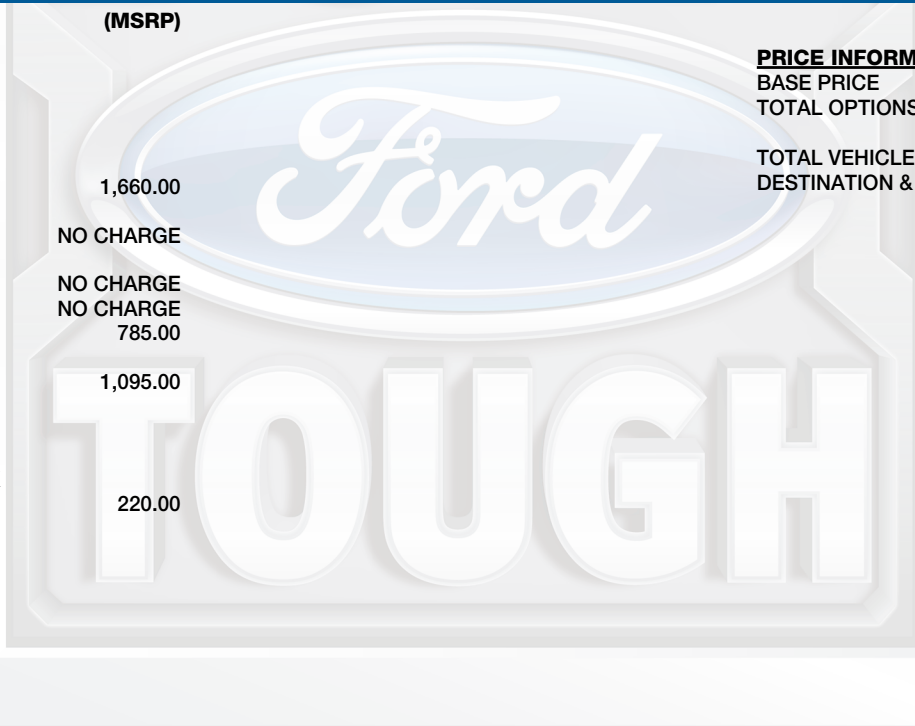 (MSRP)
1,660.00
NO CHARGE
NO CHARGE
NO CHARGE
785.00
1,095.00
220.00
PRICE INFORM
BASE PRICE
TOTAL OPTIONS
TOTAL VEHICLE
DESTINATION &
Ford
TOUGH